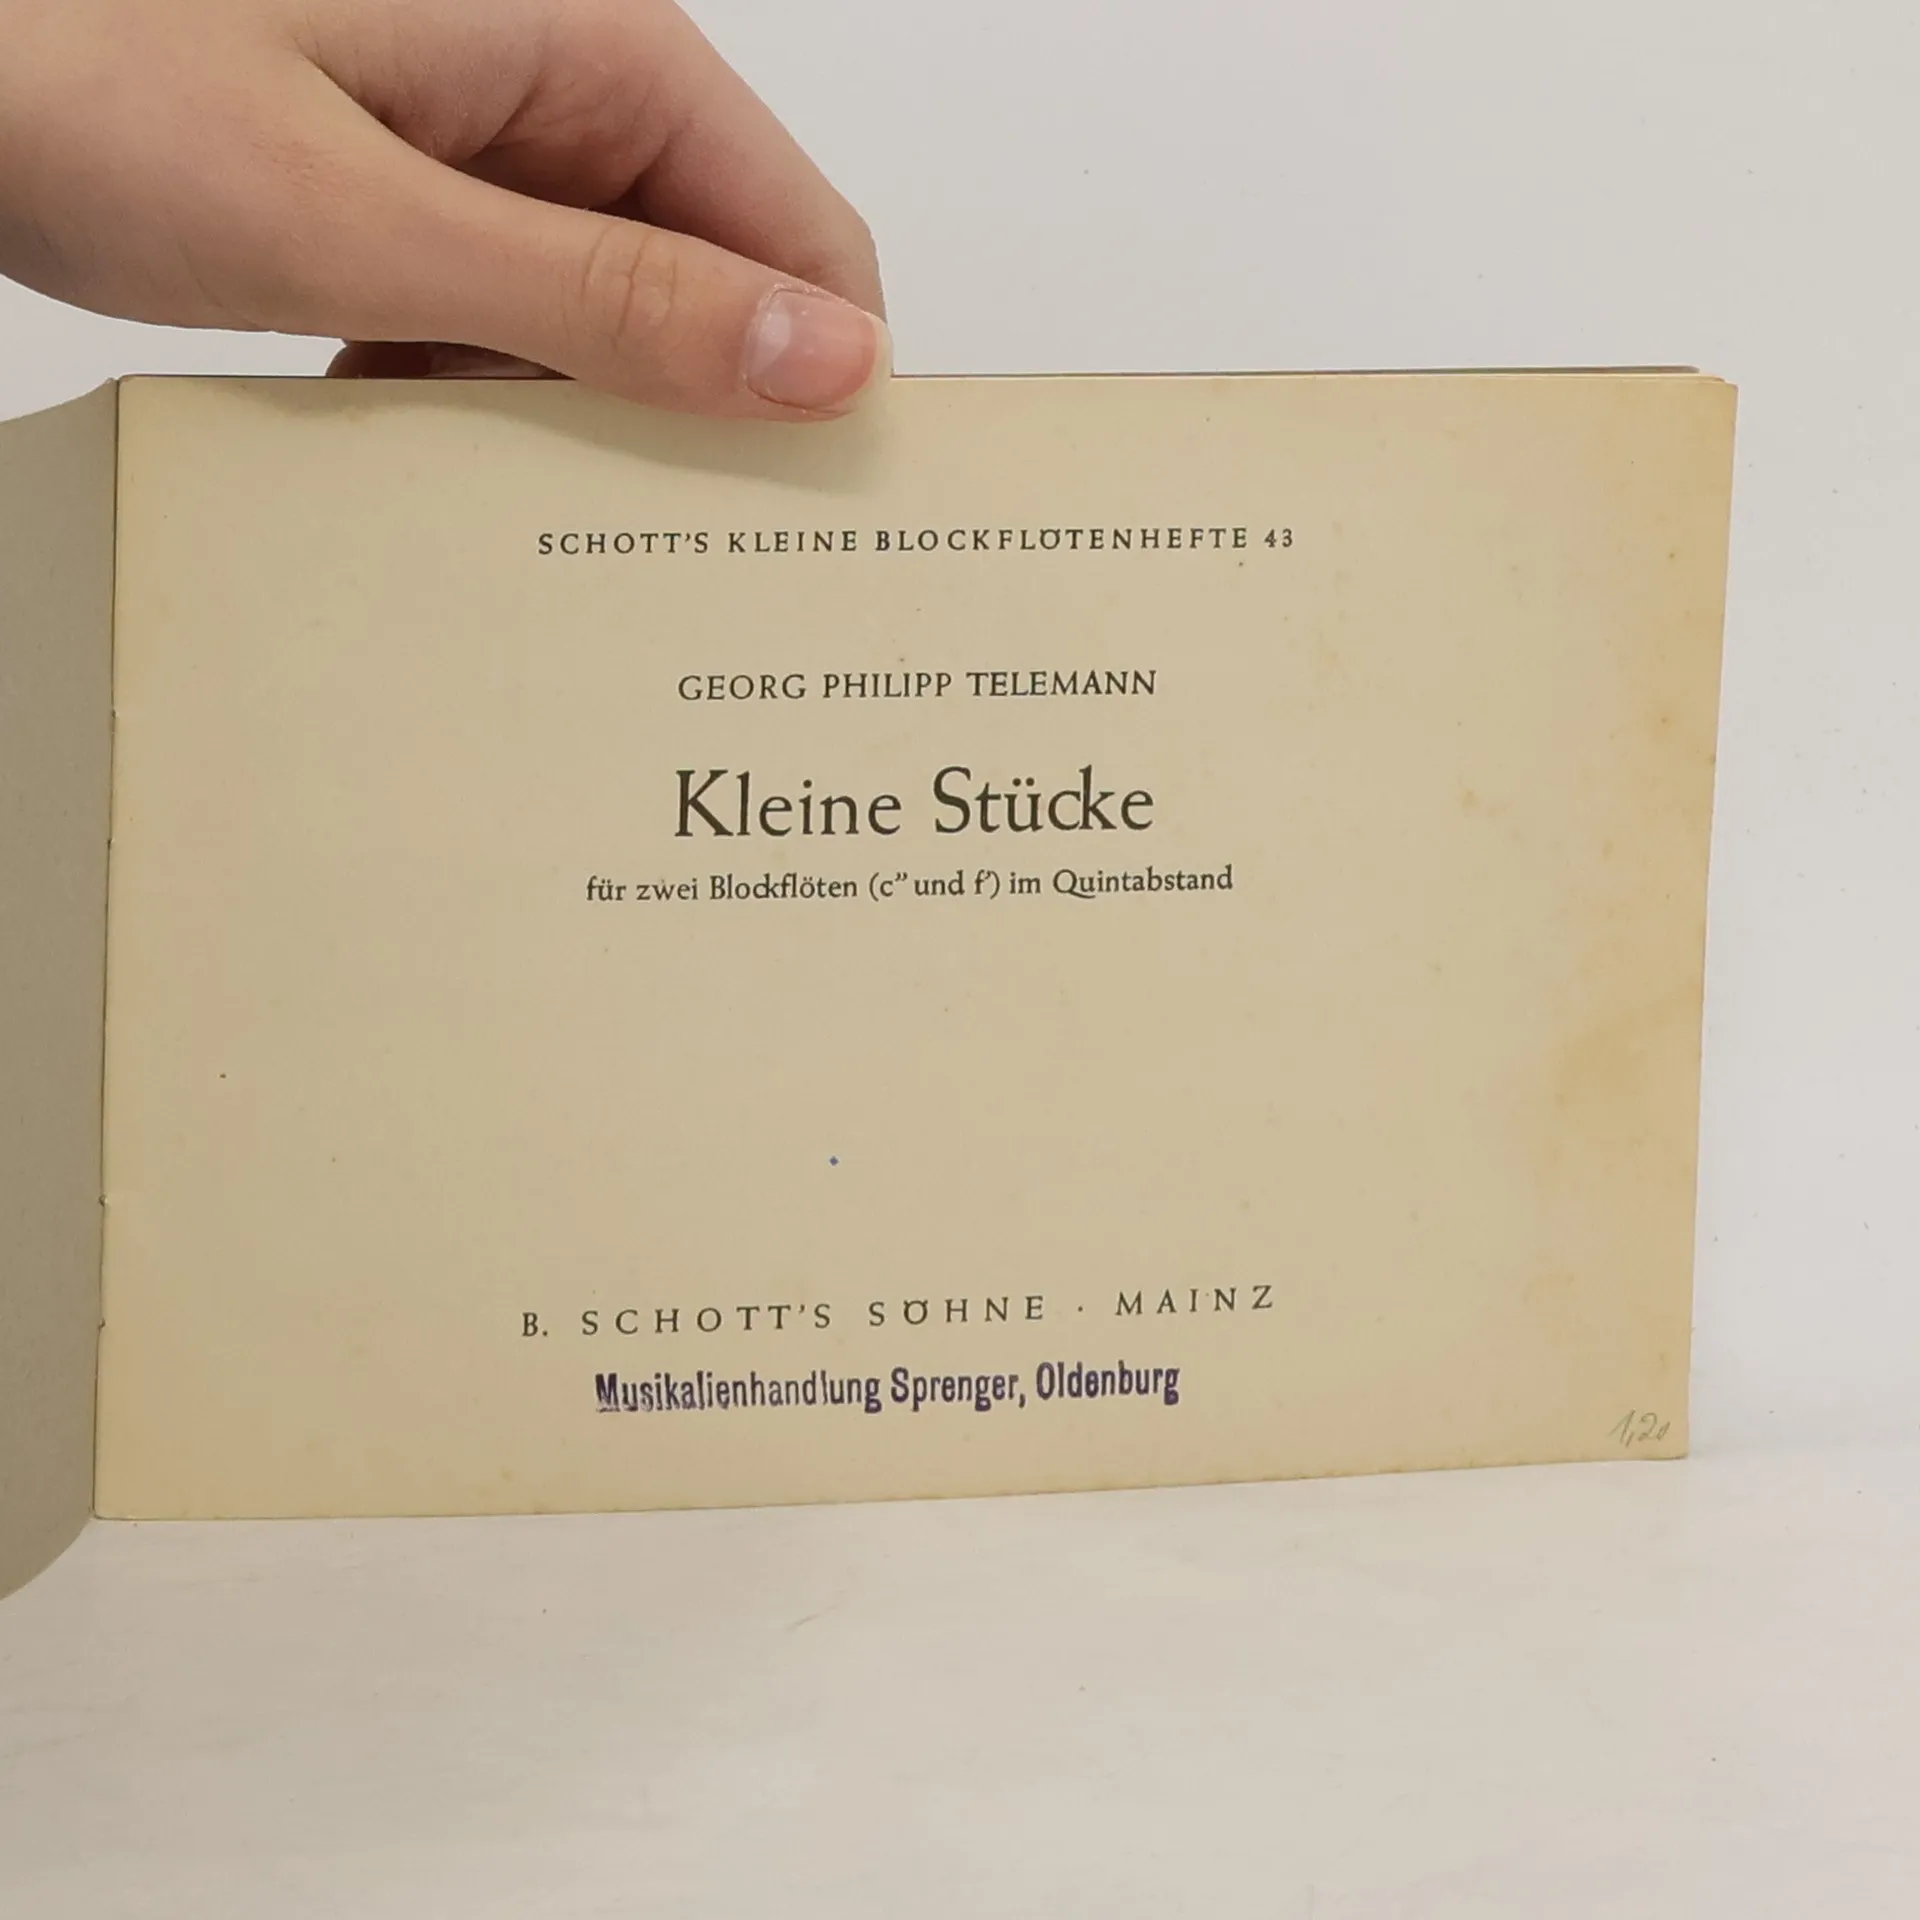 SCHOTT'S KLEINE BLOCKFLÖTENHEFTE 43
GEORG PHILIPP TELEMANN
Kleine Stücke
für zwei Blockflöten (c” und f’) im Quintabstand
B. SCHOTT'S SÖHNE · MAINZ
Musikalienhandlung Sprenger, Oldenburg
1,20